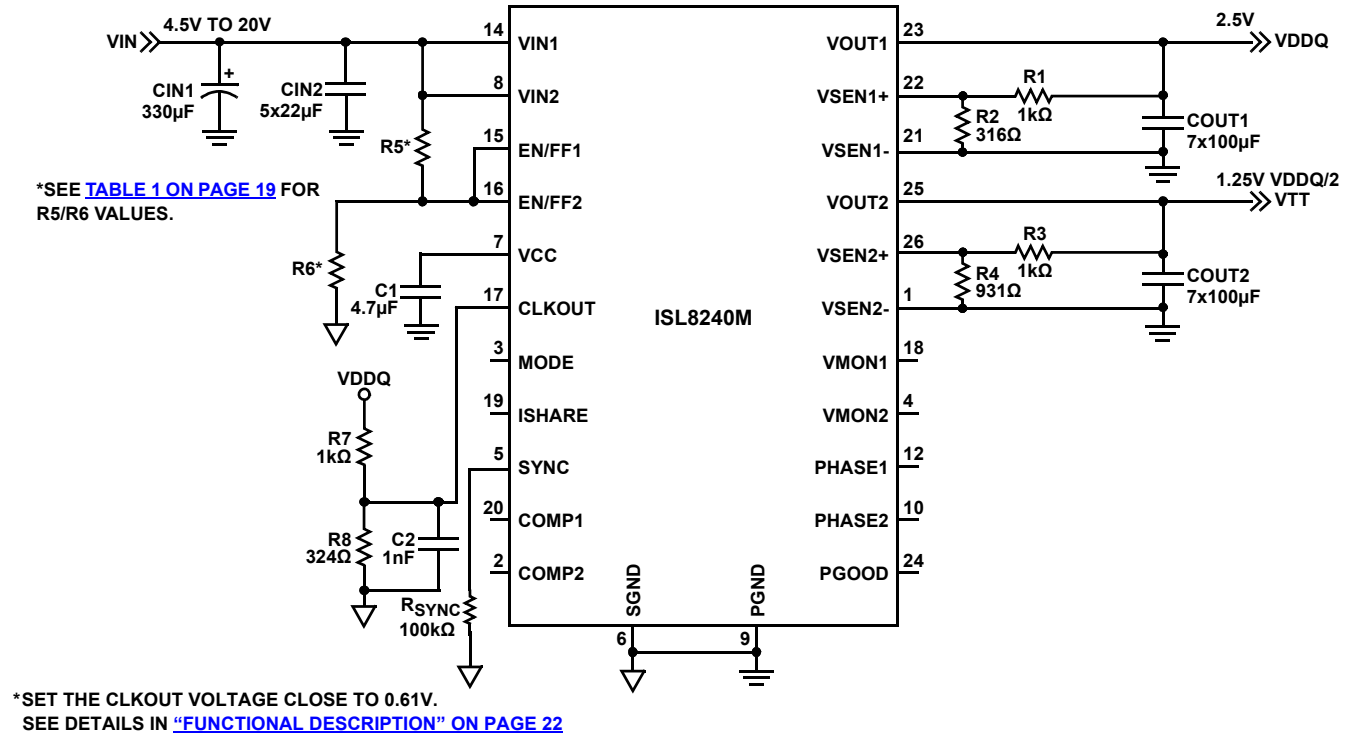 4.5V TO 20V
VIN
CIN1
330µF
+
CIN2
5x22µF
R5*
*SEE TABLE 1 ON PAGE 19 FOR
R5/R6 VALUES.
R6*
C1
4.7µF
VDDQ
R7
1kΩ
R8
324Ω
C2
1nF
RSYNC
100kΩ
14 VIN1
8 VIN2
15 EN/FF1
16 EN/FF2
7 VCC
17 CLKOUT
3 MODE
19 ISHARE
5 SYNC
20 COMP1
2 COMP2
ISL8240M
SGND
6
PGND
9
VOUT1 23
VSEN1+ 22
VSEN1- 21
VOUT2 25
VSEN2+ 26
VSEN2- 1
VMON1 18
VMON2 4
PHASE1 12
PHASE2 10
PGOOD 24
2.5V
VDDQ
R1
1kΩ
R2
316Ω
COUT1
7x100µF
1.25V VDDQ/2
VTT
R3
1kΩ
R4
931Ω
COUT2
7x100µF
*SET THE CLKOUT VOLTAGE CLOSE TO 0.61V.
SEE DETAILS IN “FUNCTIONAL DESCRIPTION” ON PAGE 22